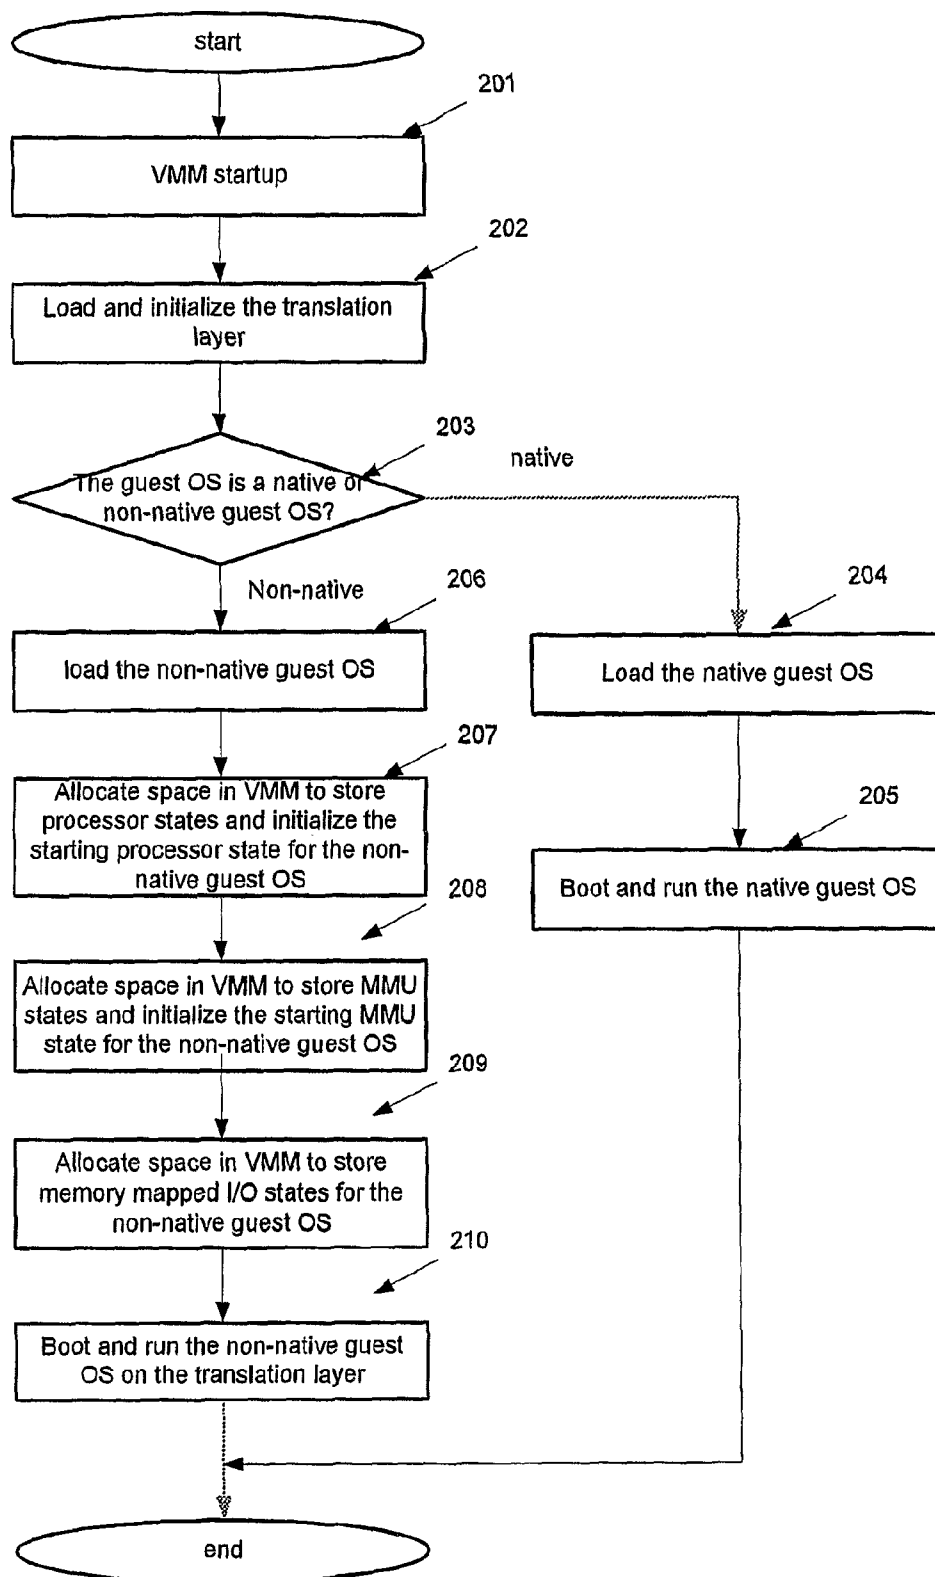 start
201
VMM startup
202
Load and initialize the translation
layer
203
native
The guest OS is a native or
non-native guest OS?
Non-native
206
204
load the non-native guest OS
Load the native guest OS
207
Allocate space in VMM to store
processor states and initialize the
starting processor state for the non-
native guest OS
205
Boot and run the native guest OS
208
Allocate space in VMM to store MMU
states and initialize the starting MMU
state for the non-native guest OS
209
Allocate space in VMM to store
memory mapped I/O states for the
non-native guest OS
210
Boot and run the non-native guest
OS on the translation layer
end